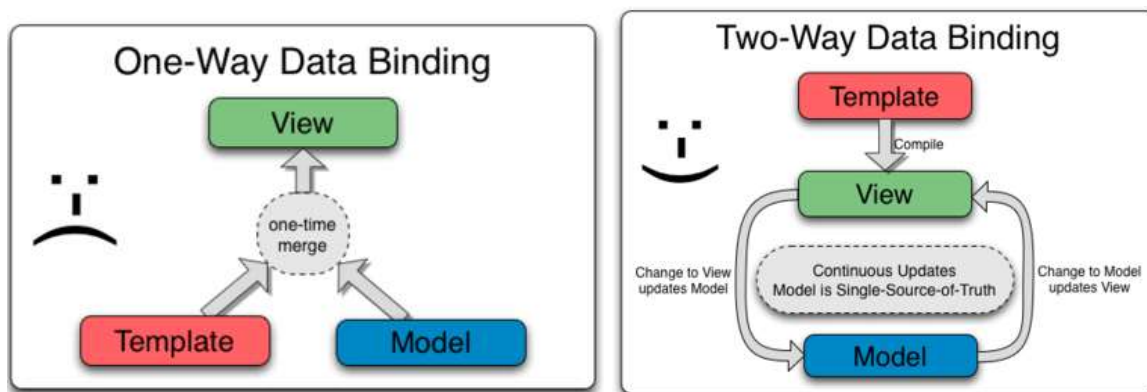 One-Way Data Binding
View
one-time
merge
Template
Model
Two-Way Data Binding
Template
Compile
View
Change to View
updates Model
Continuous Updates
Model is Single-Source-of-Truth
Change to Model
updates View
Model